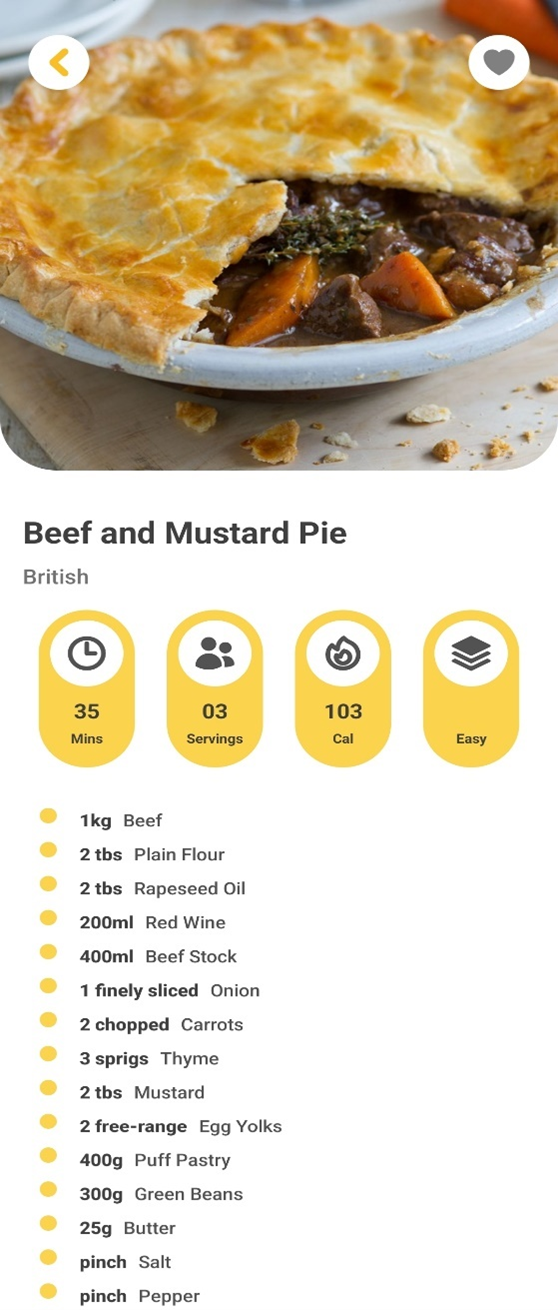 Beef and Mustard Pie
British
35 03 103
Mins Servings Cal Easy
1kg Beef
2 tbs Plain Flour
2 tbs Rapeseed Oil
200ml Red Wine
400ml Beef Stock
1 finely sliced Onion
2 chopped Carrots
3 sprigs Thyme
2 tbs Mustard
2 free-range Egg Yolks
400g Puff Pastry
300g Green Beans
25g Butter
pinch Salt
pinch Pepper